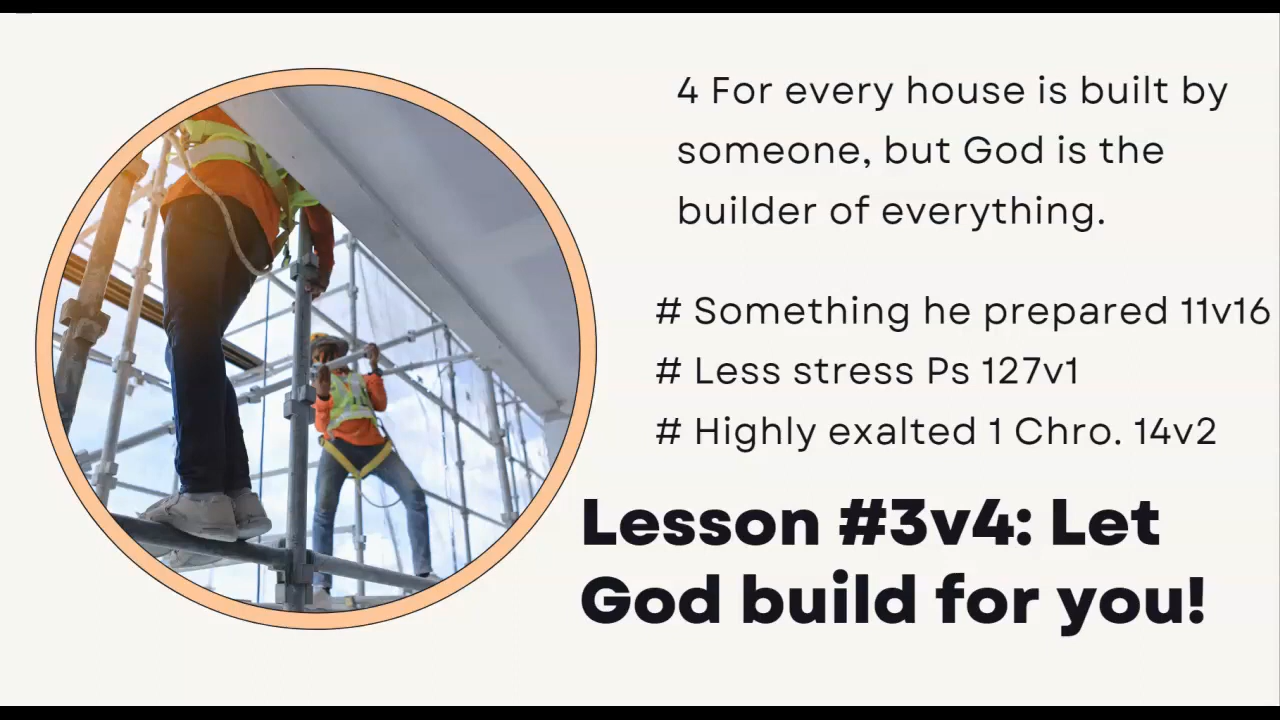 4 For every house is built by
someone, but God is the
builder of everything.
# Something he prepared 11v16
# Less stress Ps 127v1
# Highly exalted 1 Chro. 14v2
Lesson #3v4: Let
God build for you!